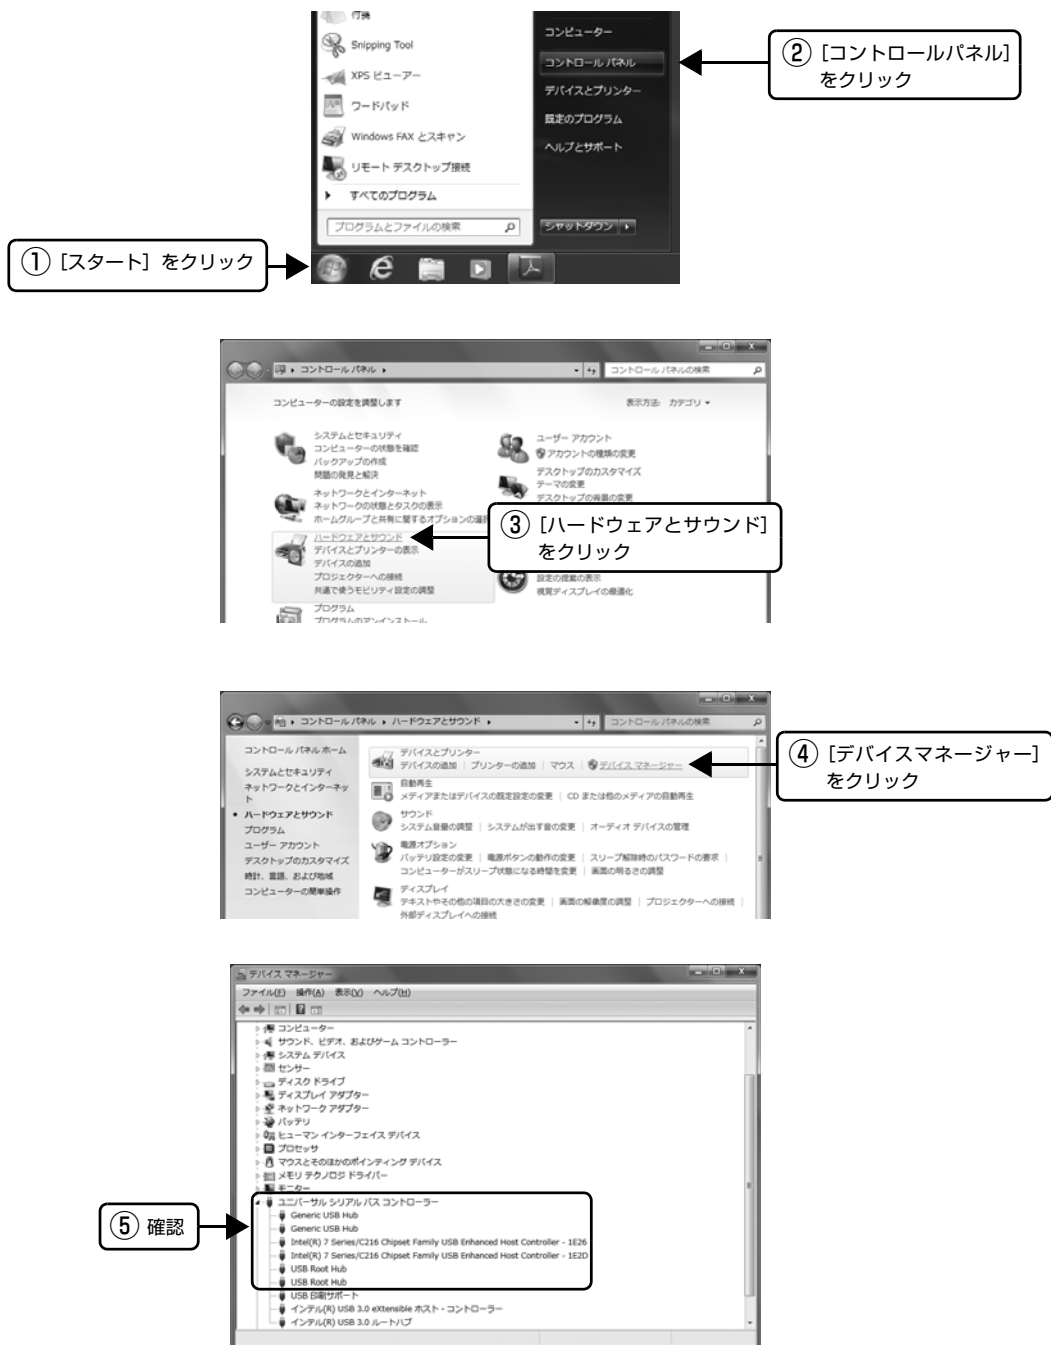 付箋
Snipping Tool
XPS ビューアー
ワードパッド
Windows FAX とスキャン
リモート デスクトップ接続
すべてのプログラム
プログラムとファイルの検索
コンピューター
コントロール パネル
デバイスとプリンター
既定のプログラム
ヘルプとサポート
シャットダウン
② [コントロールパネル]
をクリック
① [スタート] をクリック
コントロール パネル
コントロール パネルの検索
コンピューターの設定を調整します
表示方法: カテゴリ
システムとセキュリティ
コンピューターの状態を確認
バックアップの作成
問題の発見と解決
ネットワークとインターネット
ネットワークの状態とタスクの表示
ホームグループと共有に関するオプションの選択
ハードウェアとサウンド
デバイスとプリンターの表示
デバイスの追加
プロジェクターへの接続
共通で使うモビリティ設定の調整
プログラム
プログラムのアンインストール
ユーザー アカウント
アカウントの種類の変更
デスクトップのカスタマイズ
テーマの変更
デスクトップの背景の変更
③ [ハードウェアとサウンド]
をクリック
設定の提案の表示
視覚ディスプレイの最適化
コントロール パネル ハードウェアとサウンド
コントロール パネルの検索
コントロール パネル ホーム
システムとセキュリティ
ネットワークとインターネッ
ト
ハードウェアとサウンド
プログラム
ユーザー アカウント
デスクトップのカスタマイズ
時計、言語、および地域
コンピューターの簡単操作
デバイスとプリンター
デバイスの追加 | プリンターの追加 | マウス | デバイス マネージャー
自動再生
メディアまたはデバイスの既定設定の変更 | CD または他のメディアの自動再生
サウンド
システム音量の調整 | システムが出す音の変更 | オーディオ デバイスの管理
電源オプション
バッテリ設定の変更 | 電源ボタンの動作の変更 | スリープ解除時のパスワードの要求 |
コンピューターがスリープ状態になる時間を変更 | 画面の明るさの調整
ディスプレイ
テキストやその他の項目の大きさの変更 | 画面の解像度の調整 | プロジェクターへの接続 |
外部ディスプレイへの接続
④ [デバイスマネージャー]
をクリック
デバイス マネージャー
ファイル(F) 操作(A) 表示(V) ヘルプ(H)
コンピューター
サウンド、ビデオ、およびゲーム コントローラー
システム デバイス
センサー
ディスク ドライブ
ディスプレイ アダプター
ネットワーク アダプター
バッテリ
ヒューマン インターフェイス デバイス
プロセッサ
マウスとそのほかのポインティング デバイス
メモリ テクノロジ ドライバー
モニター
ユニバーサル シリアル バス コントローラー
Generic USB Hub
Generic USB Hub
Intel(R) 7 Series/C216 Chipset Family USB Enhanced Host Controller - 1E26
Intel(R) 7 Series/C216 Chipset Family USB Enhanced Host Controller - 1E2D
USB Root Hub
USB Root Hub
USB 印刷サポート
インテル(R) USB 3.0 eXtensible ホスト・コントローラー
インテル(R) USB 3.0 ルートハブ
⑤ 確認